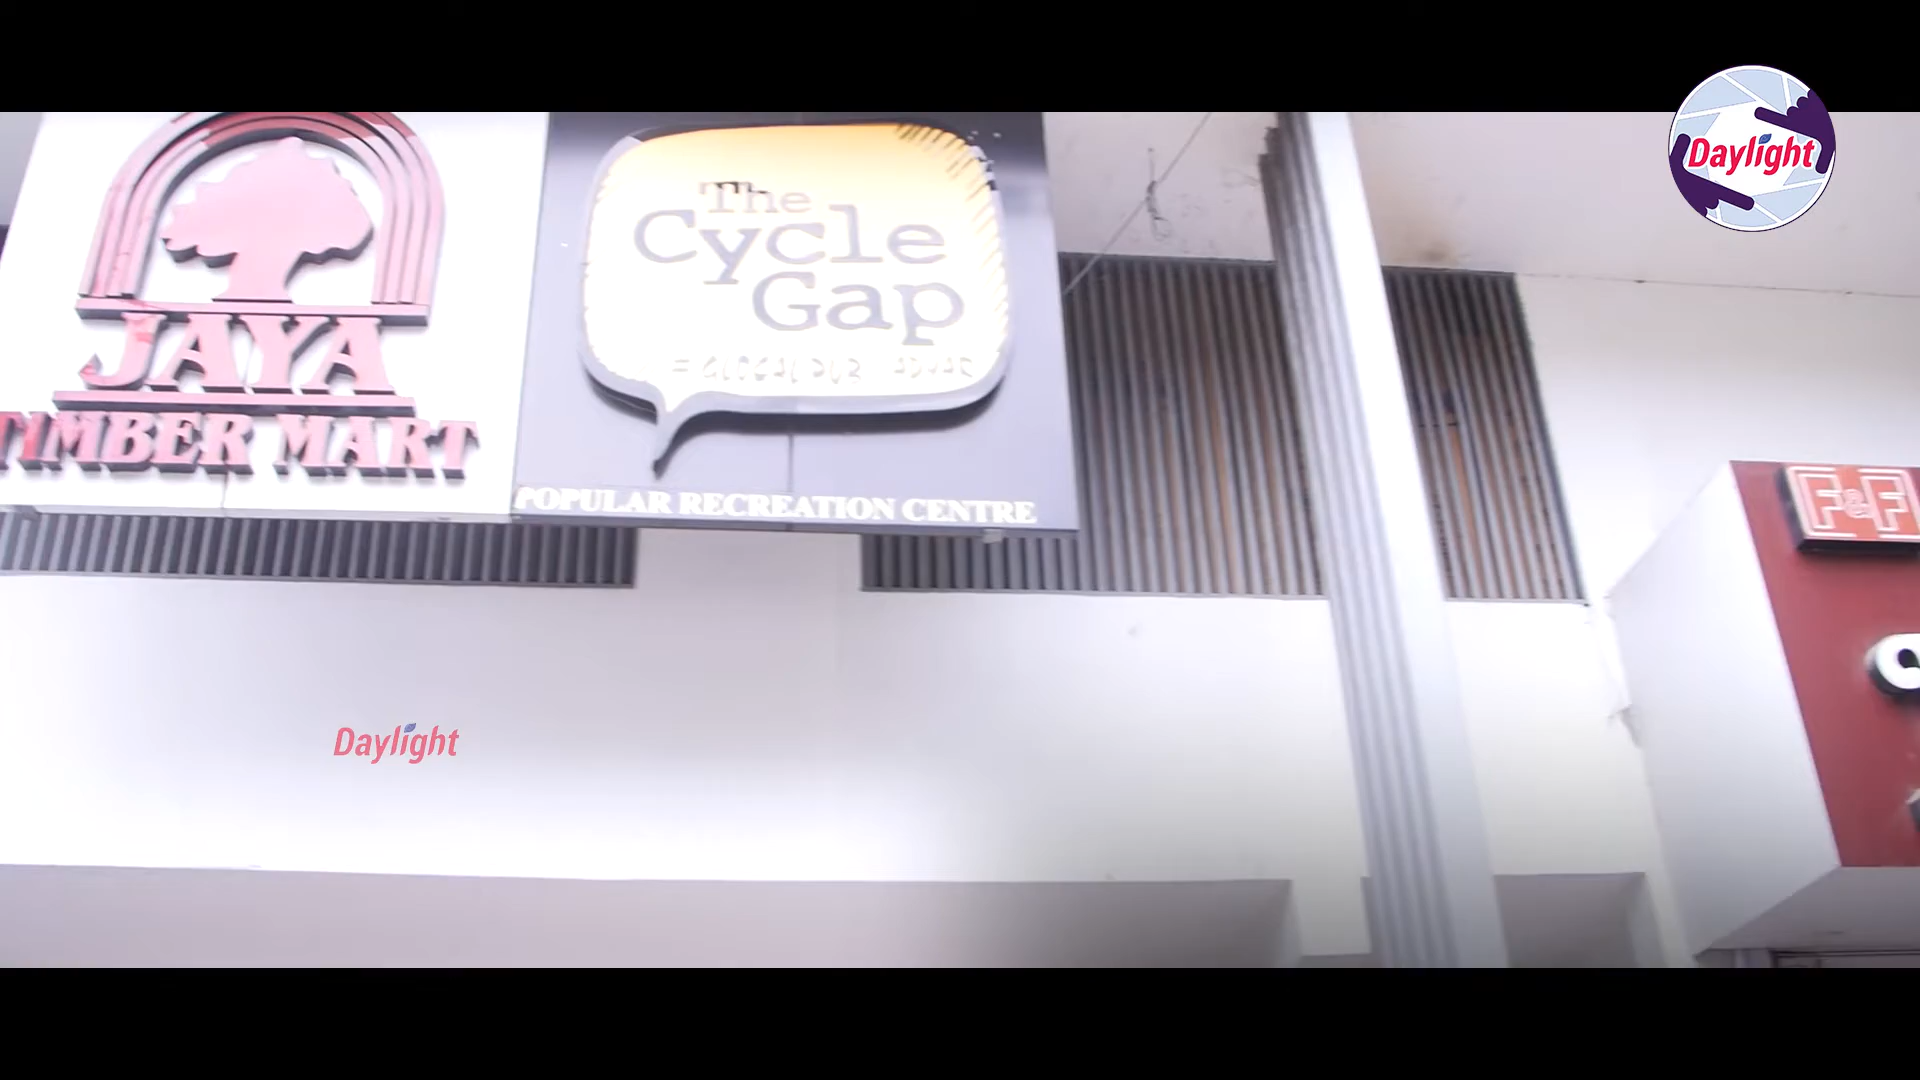 JAYA
TIMBER MART
The
Cycle
Gap
POPULAR RECREATION CENTRE
F&F
Daylight
Daylight